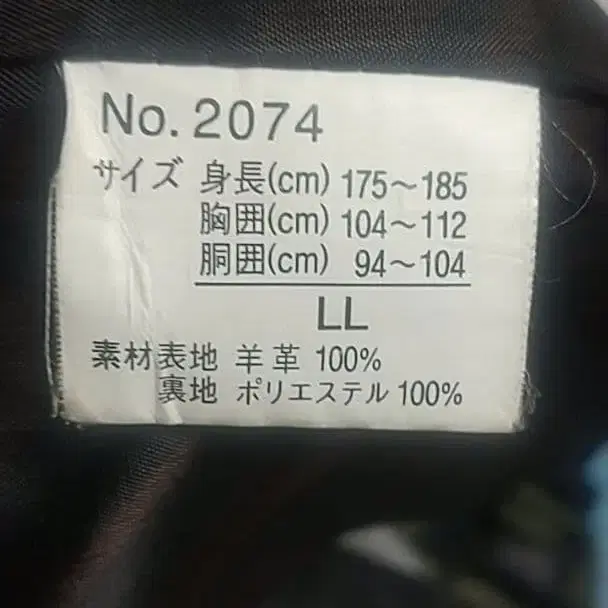 No. 2074
サイズ 身長(cm) 175～185
胸囲(cm) 104～112
胴囲(cm) 94～104
LL
素材表地 羊革 100%
裏地 ポリエステル 100%